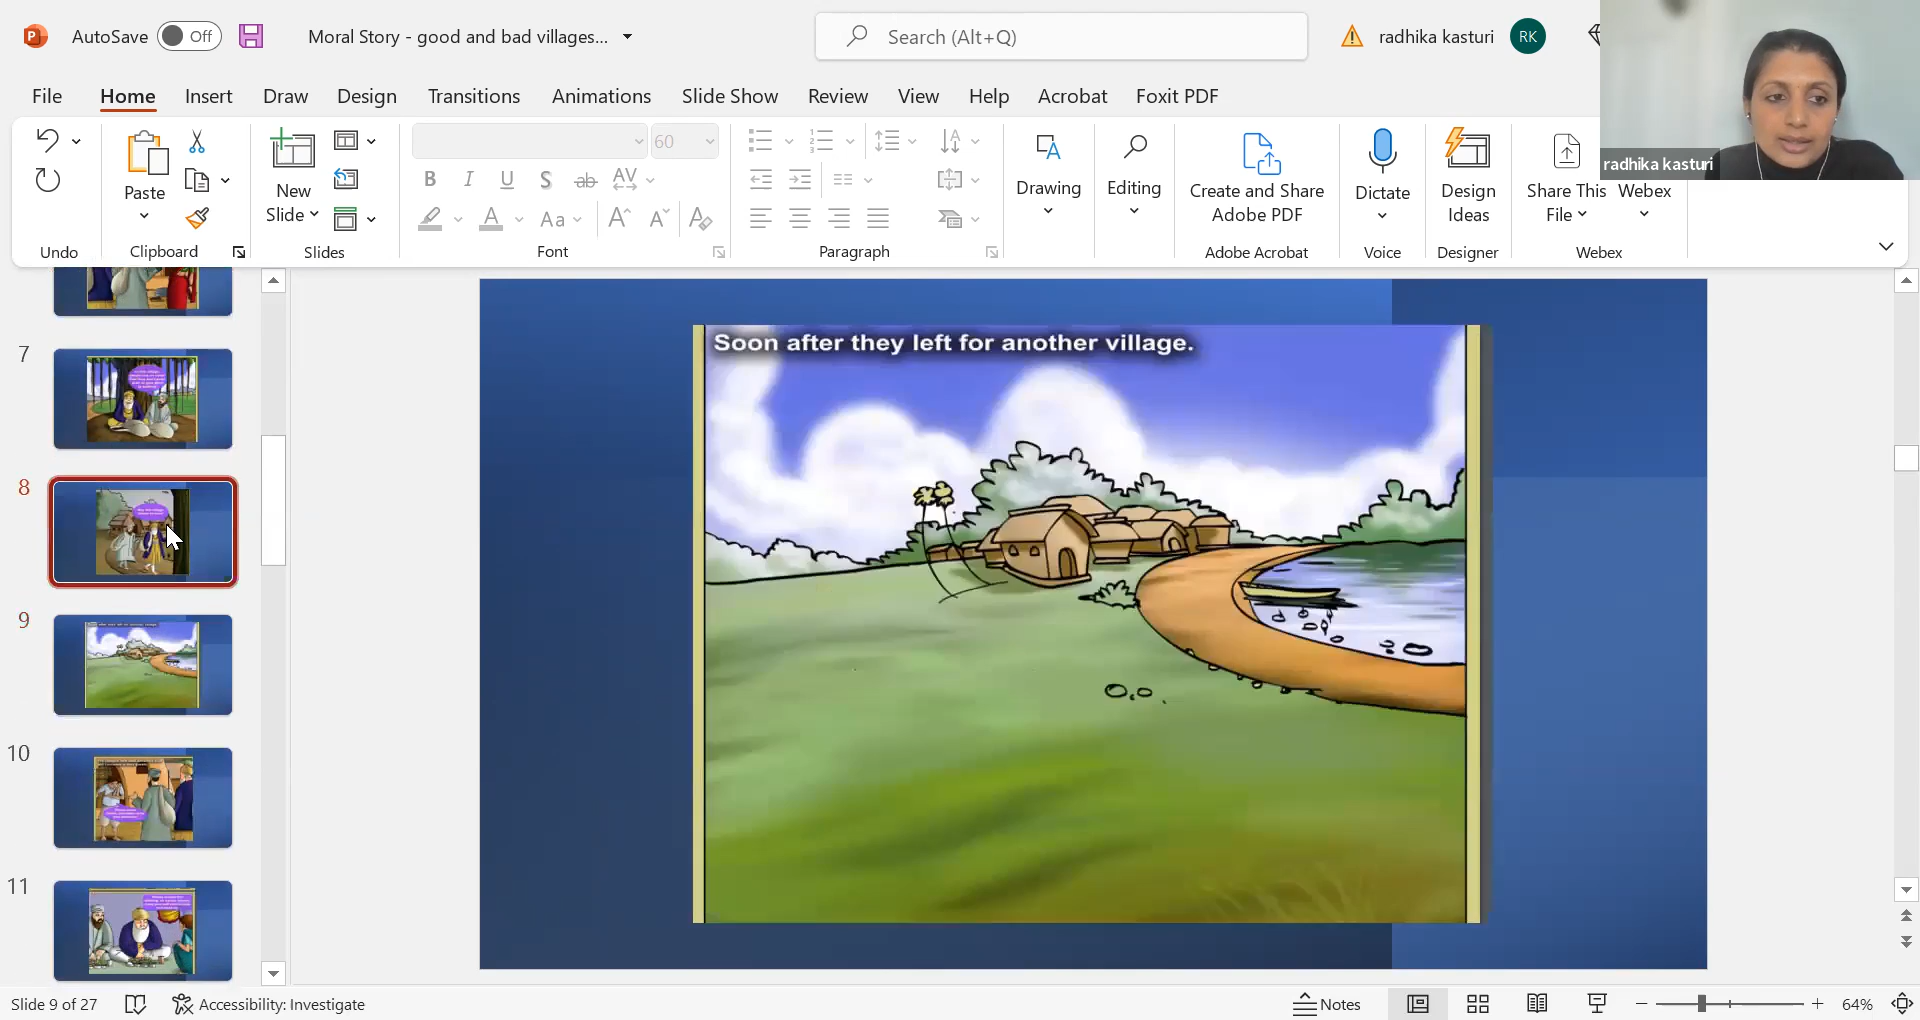 AutoSave Off Moral Story - good and bad villages... Search (Alt+Q) radhika kasturi RK
File Home Insert Draw Design Transitions Animations Slide Show Review View Help Acrobat Foxit PDF
radhika kasturi
60
Paste
New
Slide
B I U S ab AV
A Aa A A A
Drawing
Editing
Create and Share
Adobe PDF
Dictate
Design
Ideas
Share This
File
Webex
Undo Clipboard Slides Font Paragraph Adobe Acrobat Voice Designer Webex
7
8
9
10
11
Soon after they left for another village.
Slide 9 of 27 Accessibility: Investigate Notes 64%